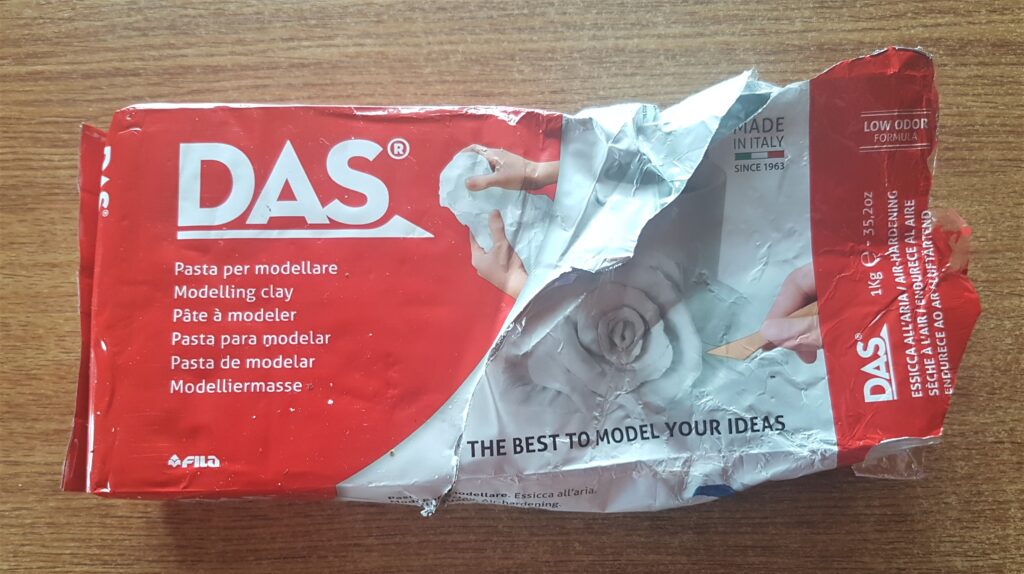 DAS®
Pasta per modellare
Modelling clay
Pâte à modeler
Pasta para modelar
Pasta de modelar
Modelliermasse
FILA
MADE
IN ITALY
SINCE 1963
THE BEST TO MODEL YOUR IDEAS
modellare. Essicca all'aria.
Air-hardening.
LOW ODOR
FORMULA
1Kg ℮ - 35,2oz
DAS®
ESSICCA ALL'ARIA / AIR-HARDENING
SÈCHE À L'AIR / ENDURECE AL AIRE
ENDURECE AO AR / LUFTHÄRTEND